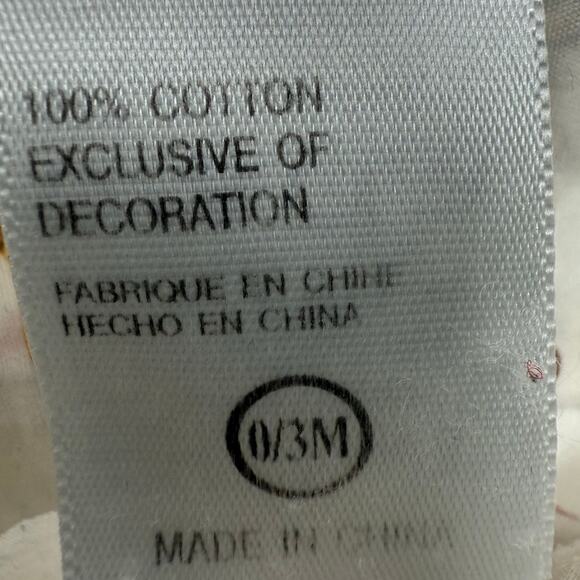 100% COTTON
EXCLUSIVE OF
DECORATION
FABRIQUE EN CHINE
HECHO EN CHINA
0/3M
MADE IN CHINA